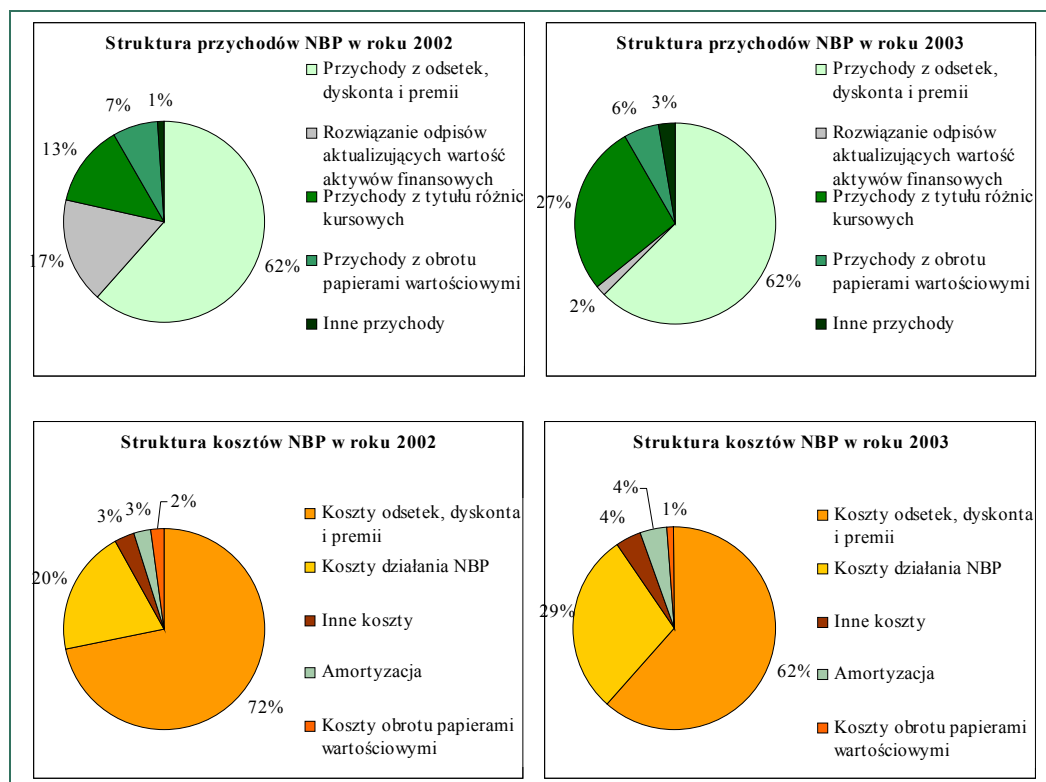 Struktura przychodów NBP w roku 2002
Przychody z odsetek,
dyskonta i premii
Rozwiązanie odpisów
aktualizujących wartość
aktywów finansowych
Przychody z tytułu różnic
kursowych
Przychody z obrotu
papierami wartościowymi
Inne przychody
1%
7%
13%
17%
62%
Struktura przychodów NBP w roku 2003
Przychody z odsetek,
dyskonta i premii
Rozwiązanie odpisów
aktualizujących wartość
aktywów finansowych
Przychody z tytułu różnic
kursowych
Przychody z obrotu
papierami wartościowymi
Inne przychody
3%
6%
27%
2%
62%
Struktura kosztów NBP w roku 2002
Koszty odsetek, dyskonta
i premii
Koszty działania NBP
Inne koszty
Amortyzacja
Koszty obrotu papierami
wartościowymi
2%
3%
3%
20%
72%
Struktura kosztów NBP w roku 2003
Koszty odsetek, dyskonta
i premii
Koszty działania NBP
Inne koszty
Amortyzacja
Koszty obrotu papierami
wartościowymi
4%
1%
4%
29%
62%